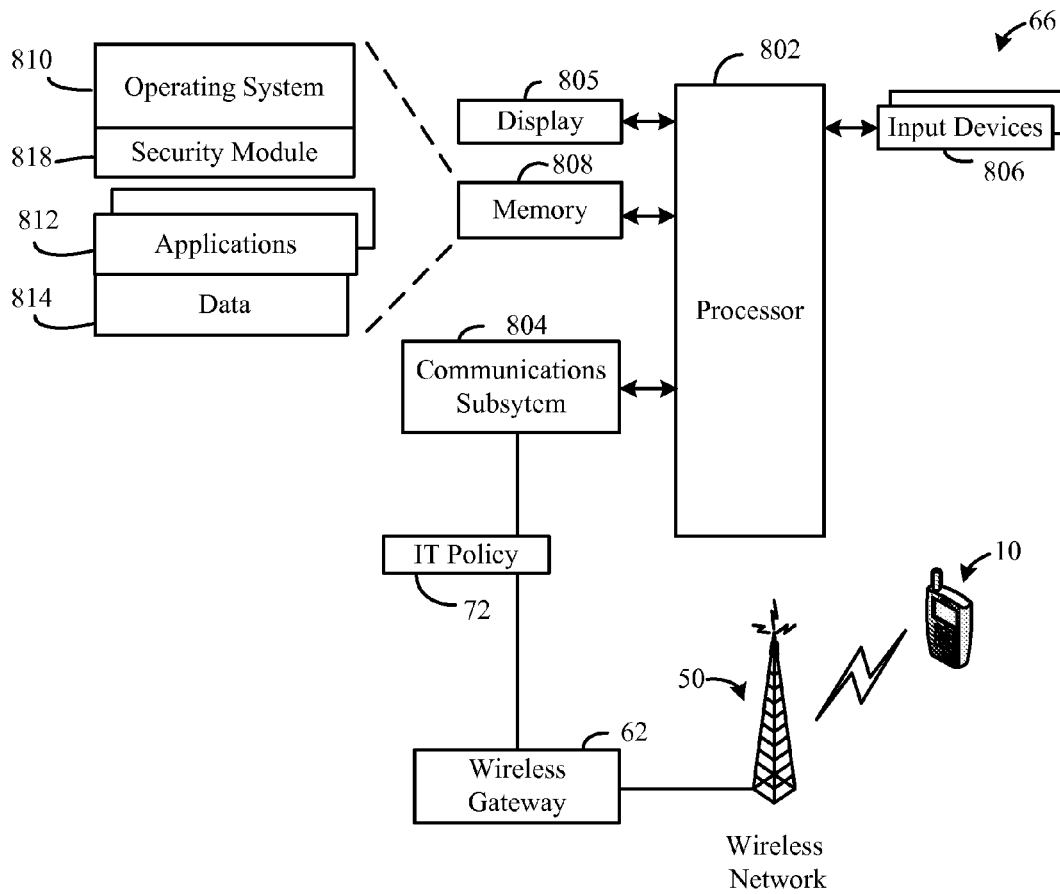 66
810
Operating System
805
802
Display
Input Devices
818
Security Module
808
806
Memory
812
Applications
814
Data
Processor
804
Communications
Subsytem
IT Policy
72
10
50
62
Wireless
Gateway
Wireless
Network